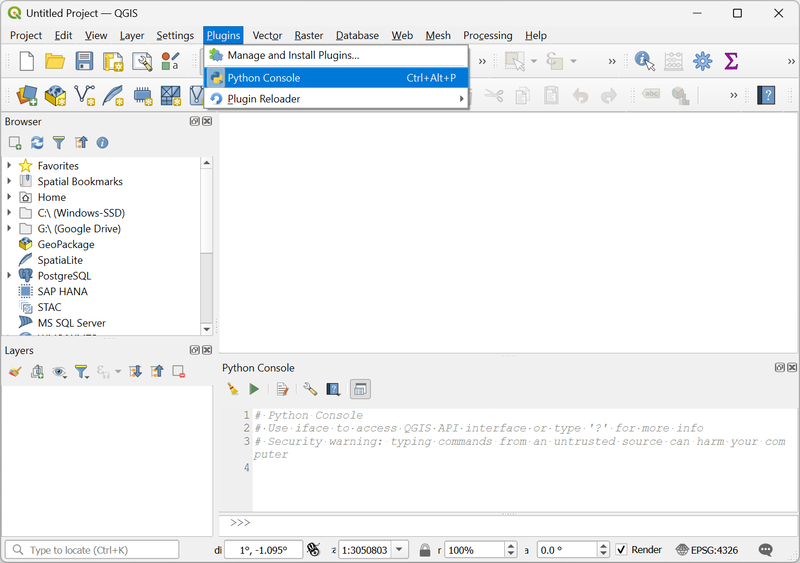 Untitled Project — QGIS
Project Edit View Layer Settings Plugins Vector Raster Database Web Mesh Processing Help
Manage and Install Plugins...
Python Console Ctrl+Alt+P
Plugin Reloader
Browser
Favorites
Spatial Bookmarks
Home
C:\ (Windows-SSD)
G:\ (Google Drive)
GeoPackage
SpatiaLite
PostgreSQL
SAP HANA
STAC
MS SQL Server
Layers
Python Console
1 # Python Console
2 # Use iface to access QGIS API interface or type '?' for more info
3 # Security warning: typing commands from an untrusted source can harm your com
puter
4
>>>
Type to locate (Ctrl+K) di 1°, -1.095° 1:3050803 r 100% a 0.0 ° Render EPSG:4326